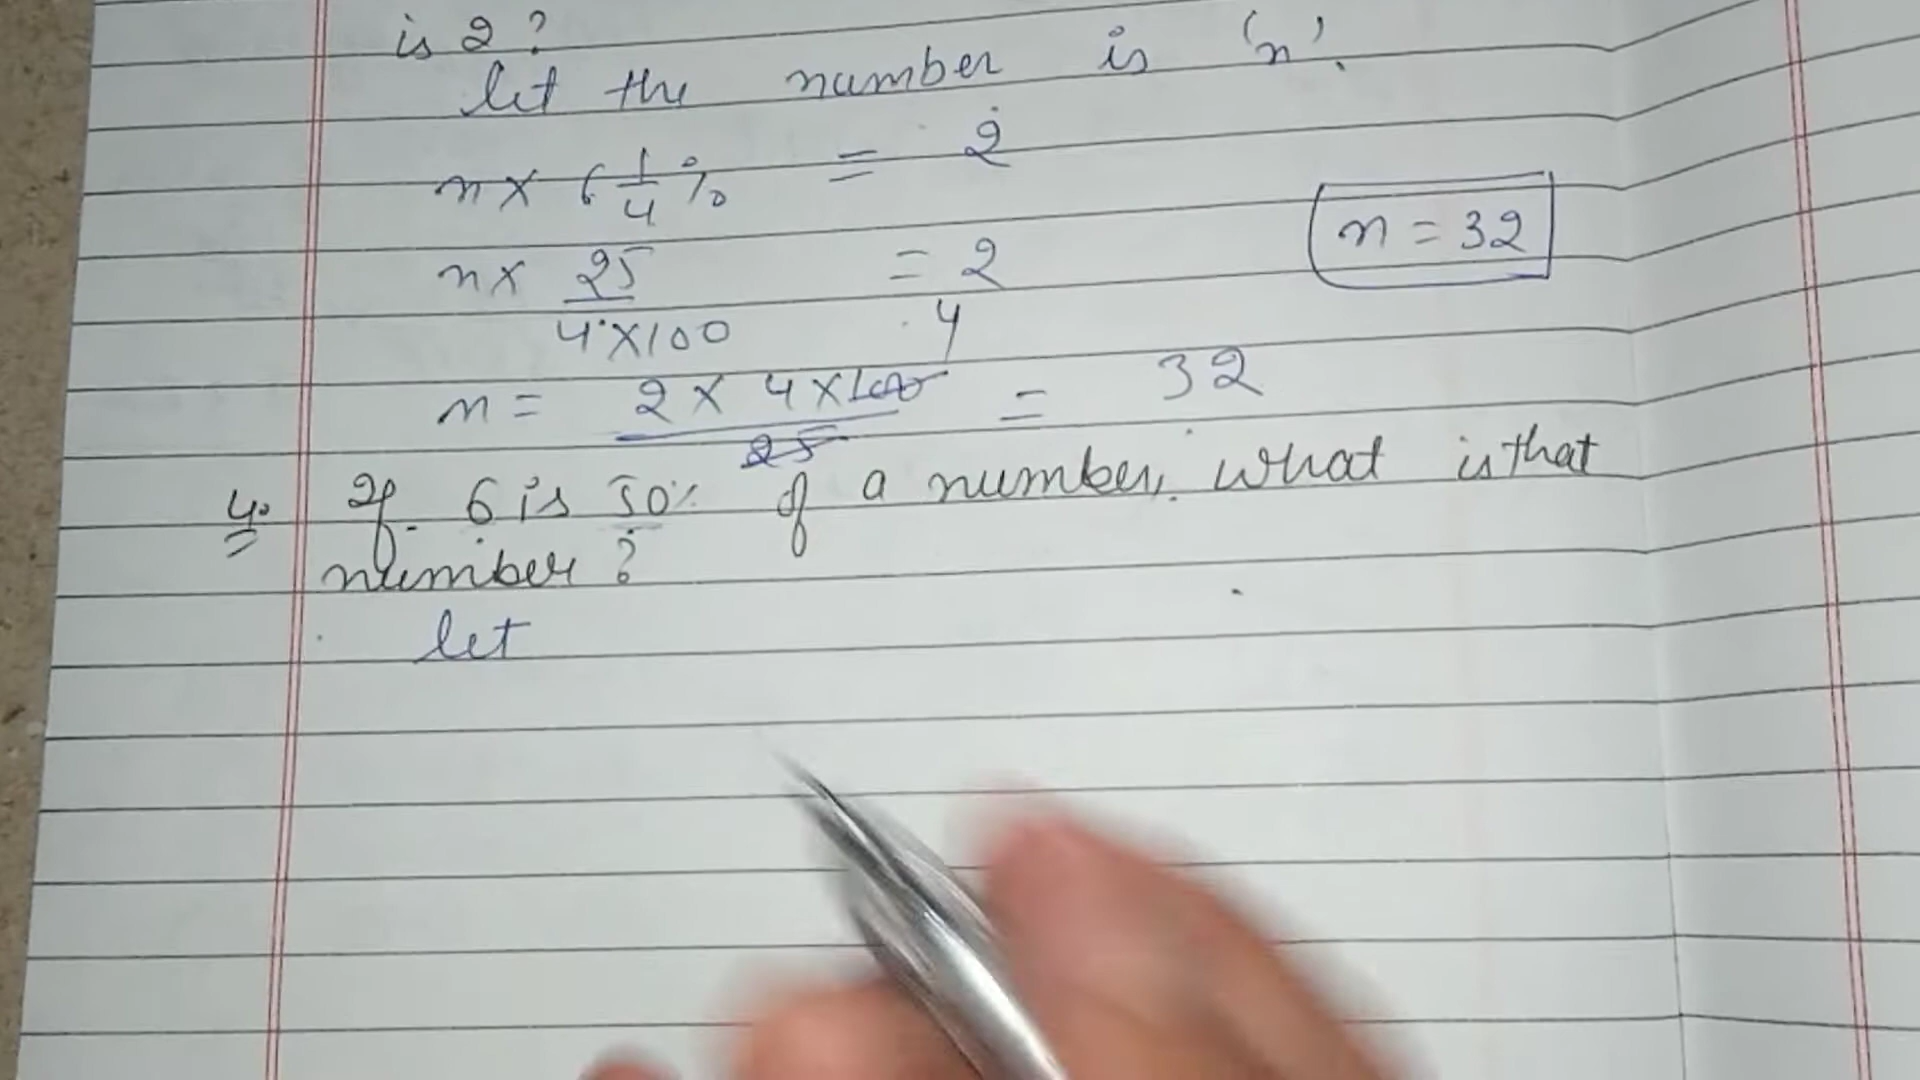 is 2 ?
let the number is 'n'.
n x 6 1/4 % = 2
n x 25 / 4 x 100 = 2
n = 32
4
n = 2 x 4 x 100 / 25 = 32
4. If 6 is 50% of a number, what is that
number ?
let